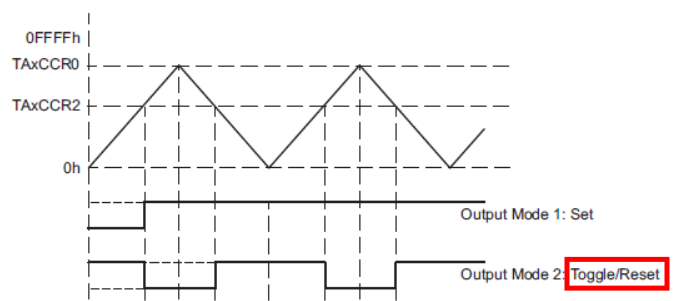 0FFFFh
TAxCCR0
TAxCCR2
0h
Output Mode 1: Set
Output Mode 2: Toggle/Reset